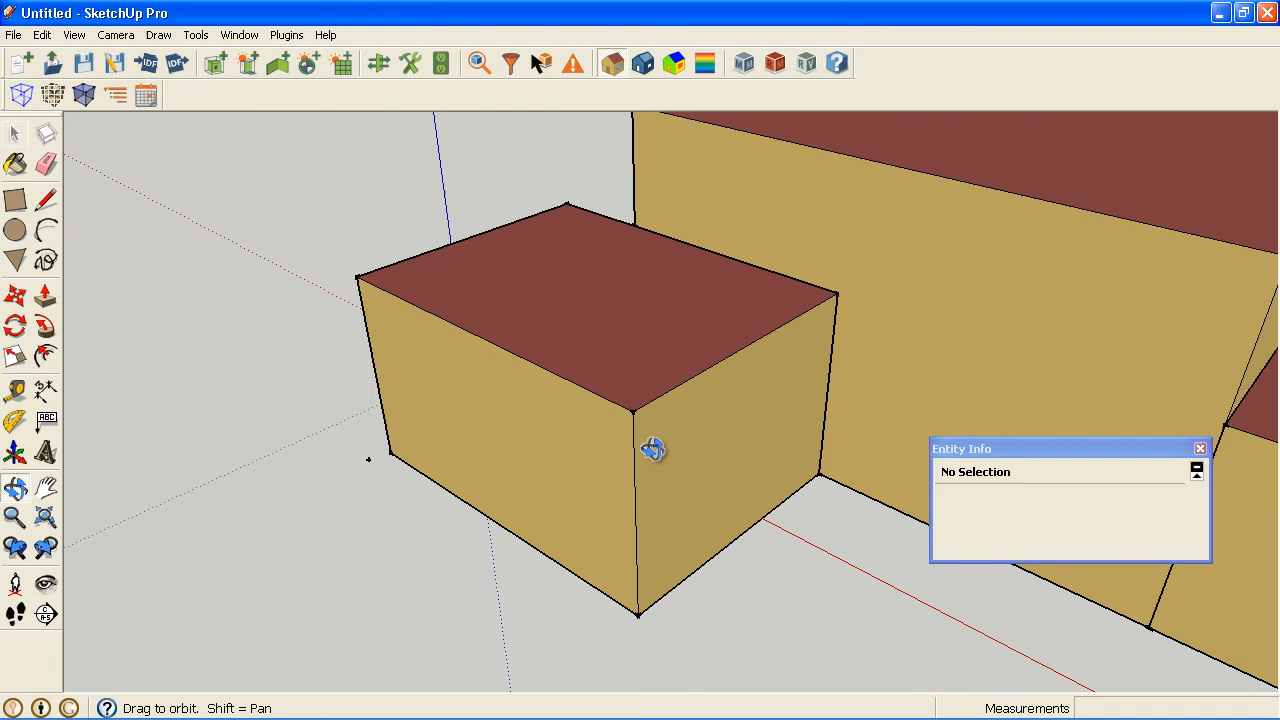 Untitled - SketchUp Pro
File Edit View Camera Draw Tools Window Plugins Help
ABC
Entity Info
No Selection
Drag to orbit. Shift = Pan
Measurements